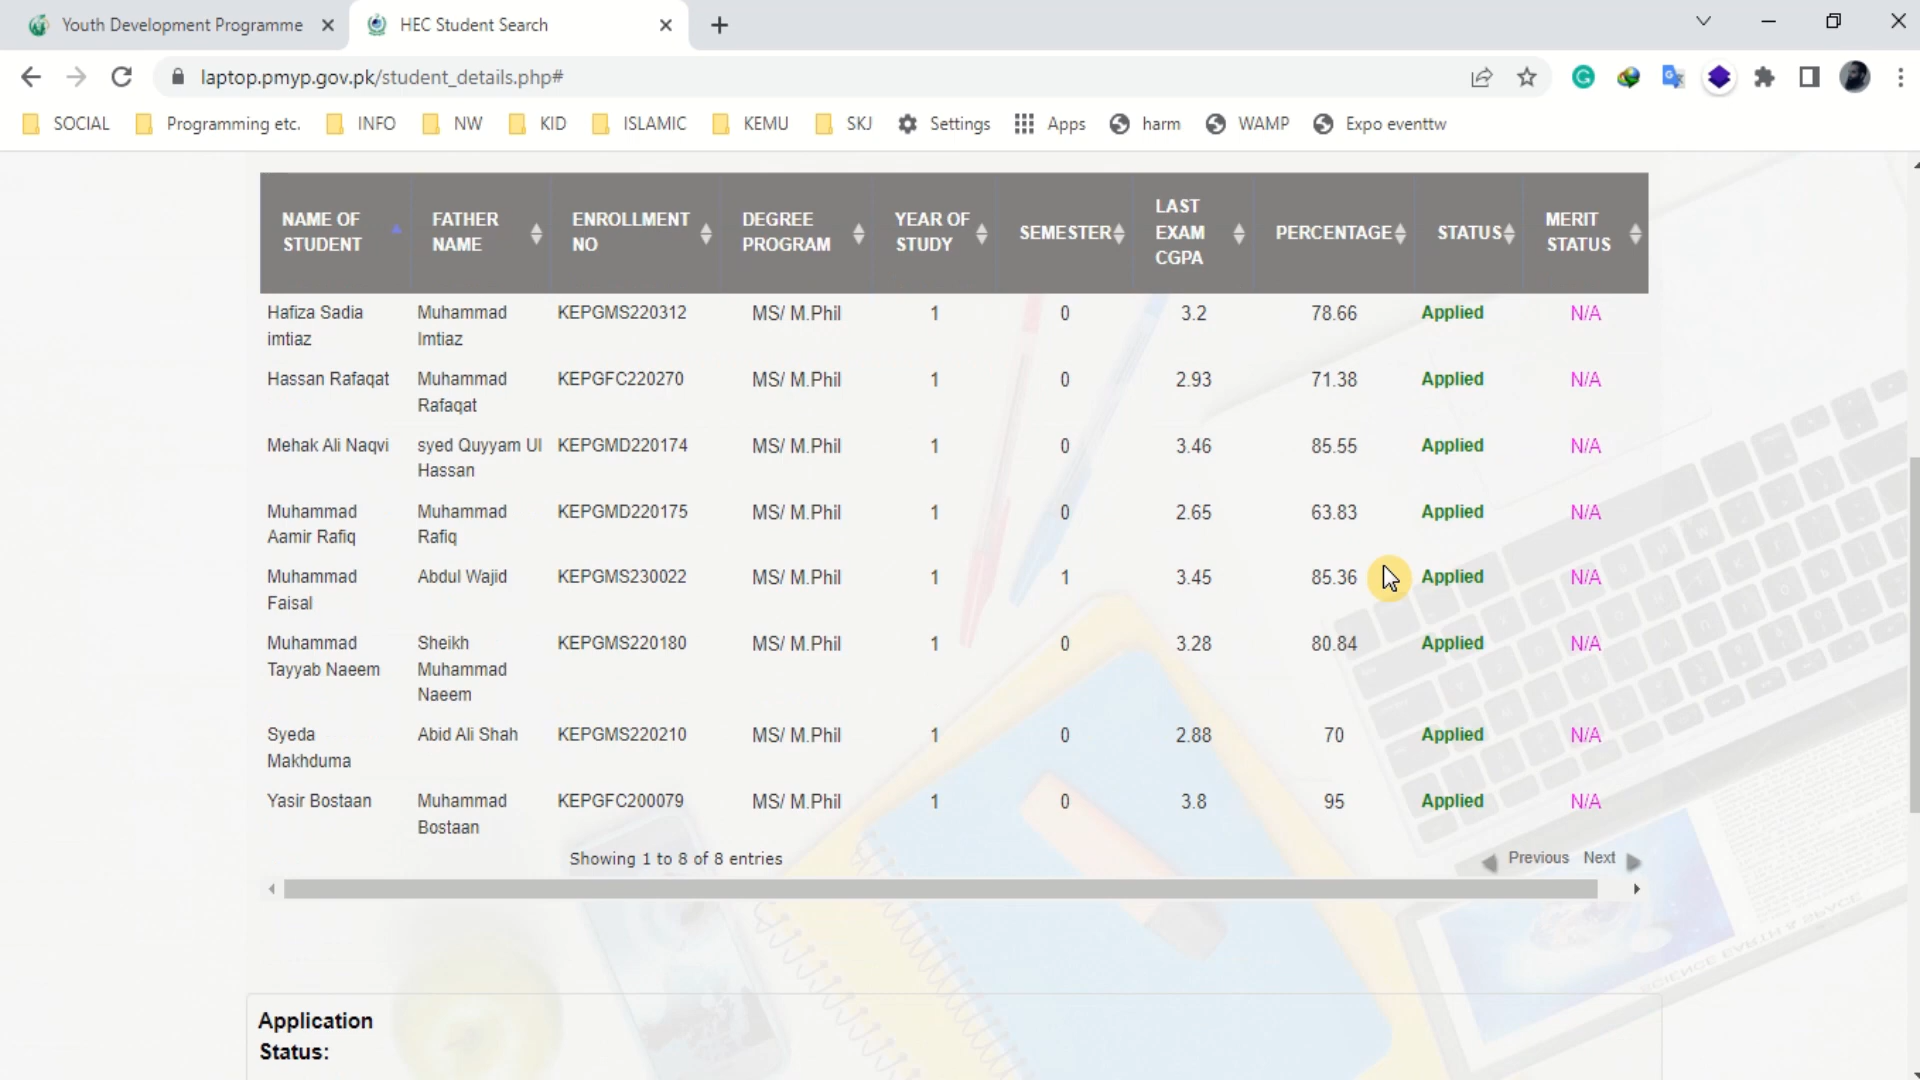 Youth Development Programme
HEC Student Search
laptop.pmyp.gov.pk/student_details.php#
SOCIAL Programming etc. INFO NW KID ISLAMIC KEMU SKJ Settings Apps harm WAMP Expo eventtw
NAME OF STUDENT FATHER NAME ENROLLMENT NO DEGREE PROGRAM YEAR OF STUDY SEMESTER LAST EXAM CGPA PERCENTAGE STATUS MERIT STATUS
Hafiza Sadia imtiaz Muhammad Imtiaz KEPGMS220312 MS/ M.Phil 1 0 3.2 78.66 Applied N/A
Hassan Rafaqat Muhammad Rafaqat KEPGFC220270 MS/ M.Phil 1 0 2.93 71.38 Applied N/A
Mehak Ali Naqvi syed Quyyam Ul Hassan KEPGMD220174 MS/ M.Phil 1 0 3.46 85.55 Applied N/A
Muhammad Aamir Rafiq Muhammad Rafiq KEPGMD220175 MS/ M.Phil 1 0 2.65 63.83 Applied N/A
Muhammad Faisal Abdul Wajid KEPGMS230022 MS/ M.Phil 1 1 3.45 85.36 Applied N/A
Muhammad Tayyab Naeem Sheikh Muhammad Naeem KEPGMS220180 MS/ M.Phil 1 0 3.28 80.84 Applied N/A
Syeda Makhduma Abid Ali Shah KEPGMS220210 MS/ M.Phil 1 0 2.88 70 Applied N/A
Yasir Bostaan Muhammad Bostaan KEPGFC200079 MS/ M.Phil 1 0 3.8 95 Applied N/A
Showing 1 to 8 of 8 entries
Previous Next
Application
Status: